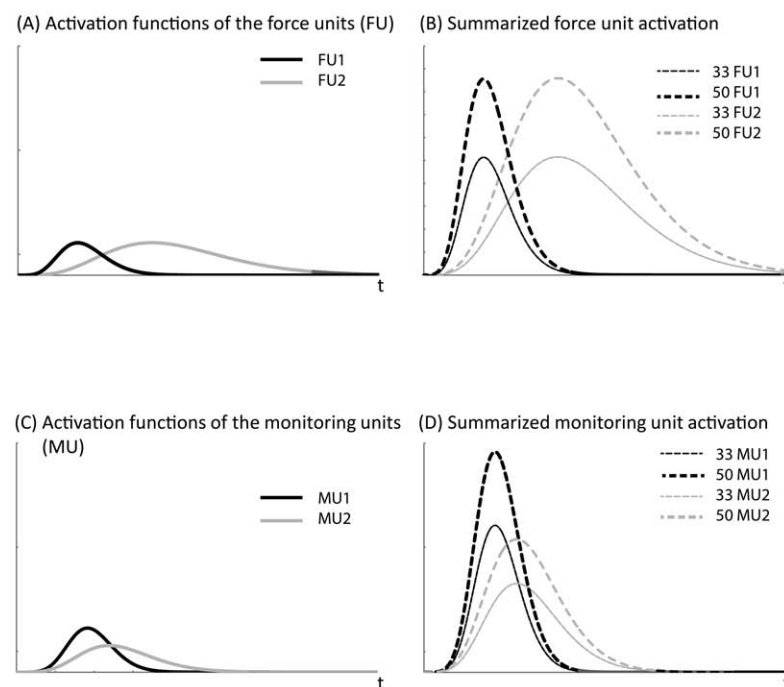 (A) Activation functions of the force units (FU)
FU1
FU2
t
(B) Summarized force unit activation
33 FU1
50 FU1
33 FU2
50 FU2
t
(C) Activation functions of the monitoring units
(MU)
MU1
MU2
t
(D) Summarized monitoring unit activation
33 MU1
50 MU1
33 MU2
50 MU2
t